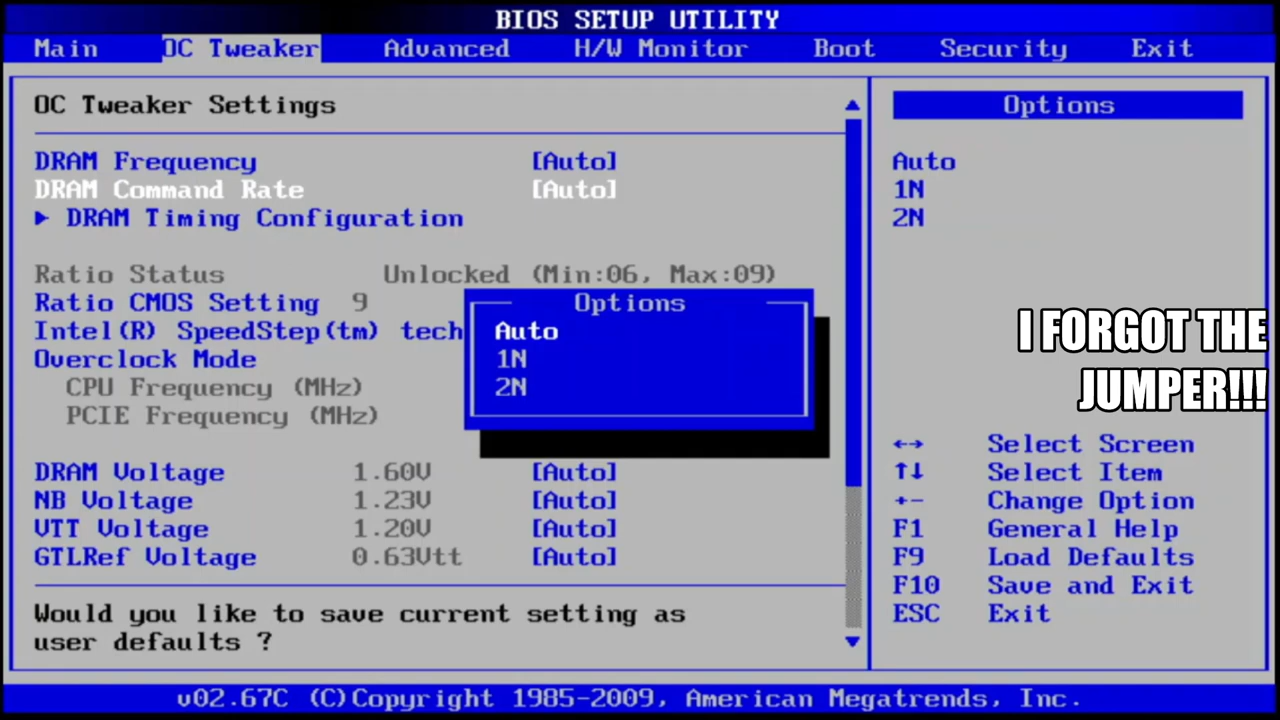 BIOS SETUP UTILITY
Main OC Tweaker Advanced H/W Monitor Boot Security Exit
OC Tweaker Settings
DRAM Frequency [Auto]
DRAM Command Rate [Auto]
▶ DRAM Timing Configuration
Ratio Status Unlocked (Min:06, Max:09)
Ratio CMOS Setting 9
Intel(R) SpeedStep(tm) tech
Overclock Mode
CPU Frequency (MHz)
PCIE Frequency (MHz)
DRAM Voltage 1.60V [Auto]
NB Voltage 1.23V [Auto]
VTT Voltage 1.20V [Auto]
GTLRef Voltage 0.63Vtt [Auto]
Would you like to save current setting as
user defaults ?
Options
Auto
1N
2N
Options
Auto
1N
2N
I FORGOT THE
JUMPER!!!
↔ Select Screen
↑↓ Select Item
+- Change Option
F1 General Help
F9 Load Defaults
F10 Save and Exit
ESC Exit
v02.67C (C)Copyright 1985-2009, American Megatrends, Inc.